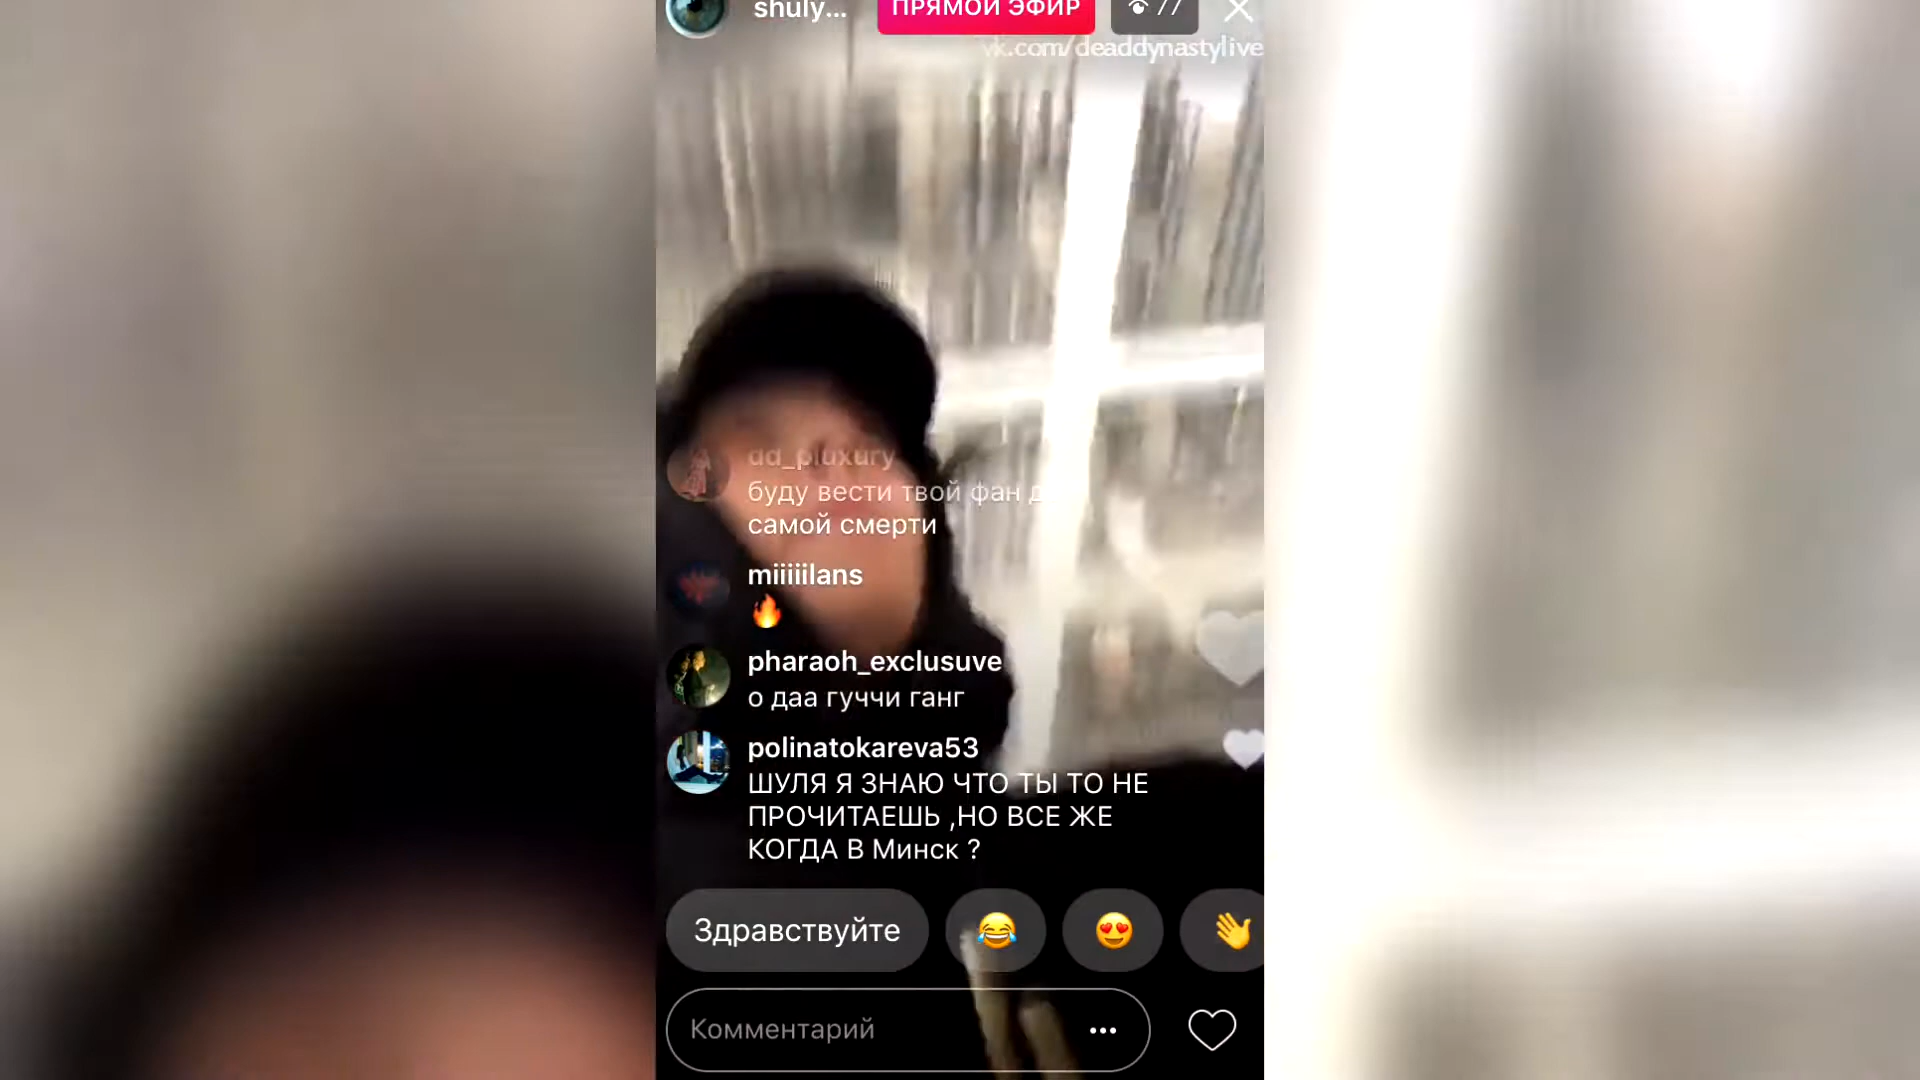 shuly...
ПРЯМОЙ ЭФИР
77
vk.com/deaddynastylive
dd_pluxury
буду вести твой фан д
самой смерти
miiiiilans
🔥
pharaoh_exclusuve
о даа гуччи ганг
polinatokareva53
ШУЛЯ Я ЗНАЮ ЧТО ТЫ ТО НЕ
ПРОЧИТАЕШЬ ,НО ВСЕ ЖЕ
КОГДА В Минск ?
Здравствуйте 😂 😍 👋
Комментарий ...